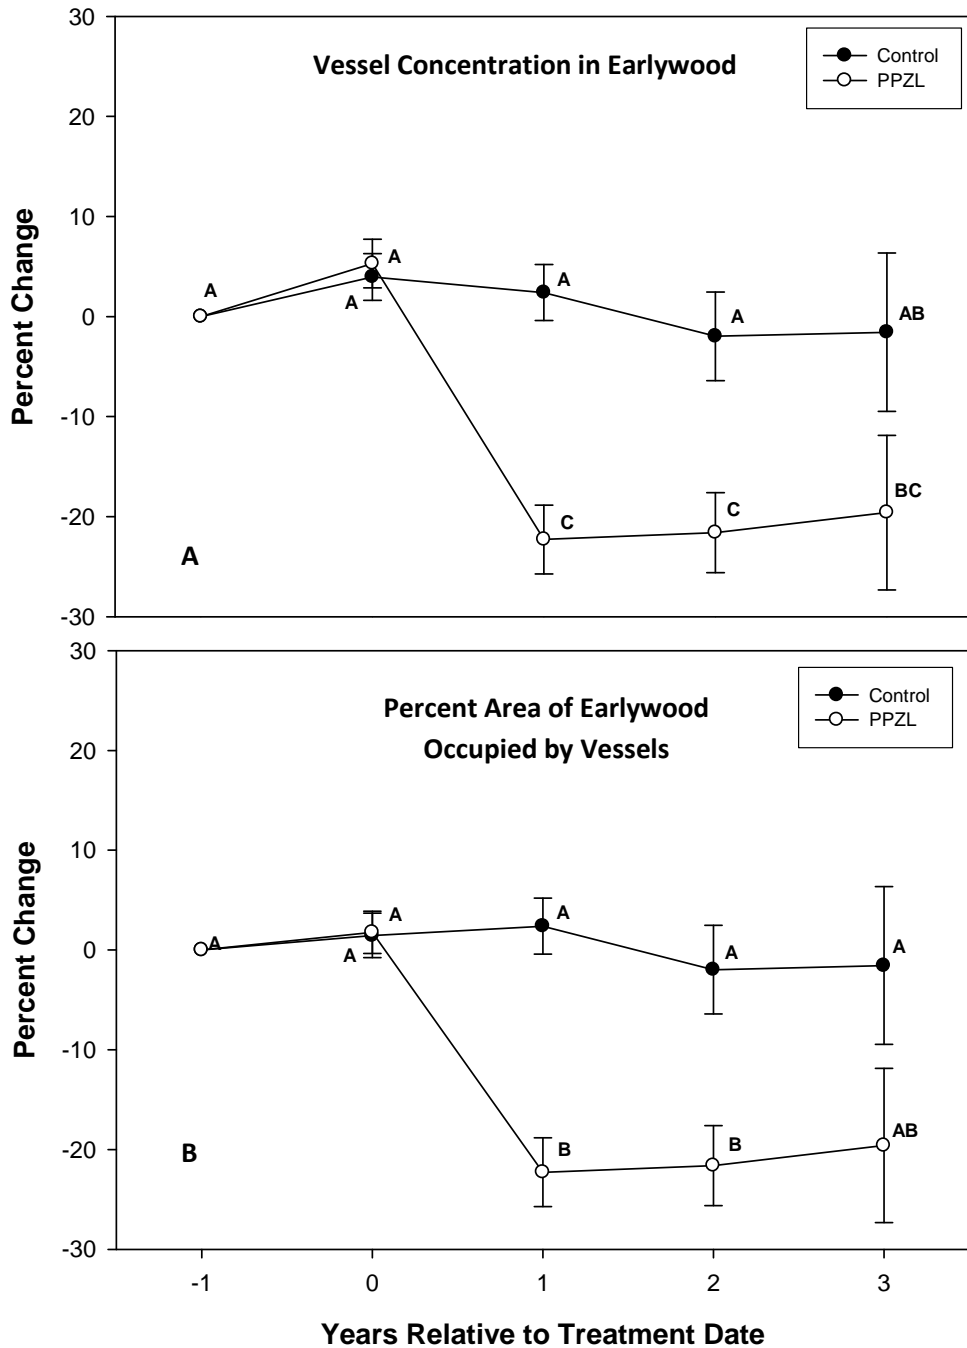 30
Vessel Concentration in Earlywood
Control
PPZL
20
10
A
A
A
A
A
AB
0
Percent Change
-10
BC
C
C
-20
A
-30
30
Control
PPZL
Percent Area of Earlywood
Occupied by Vessels
20
10
A
A
A
A
A
A
0
Percent Change
-10
AB
B
B
-20
B
-30
-1 0 1 2 3
Years Relative to Treatment Date